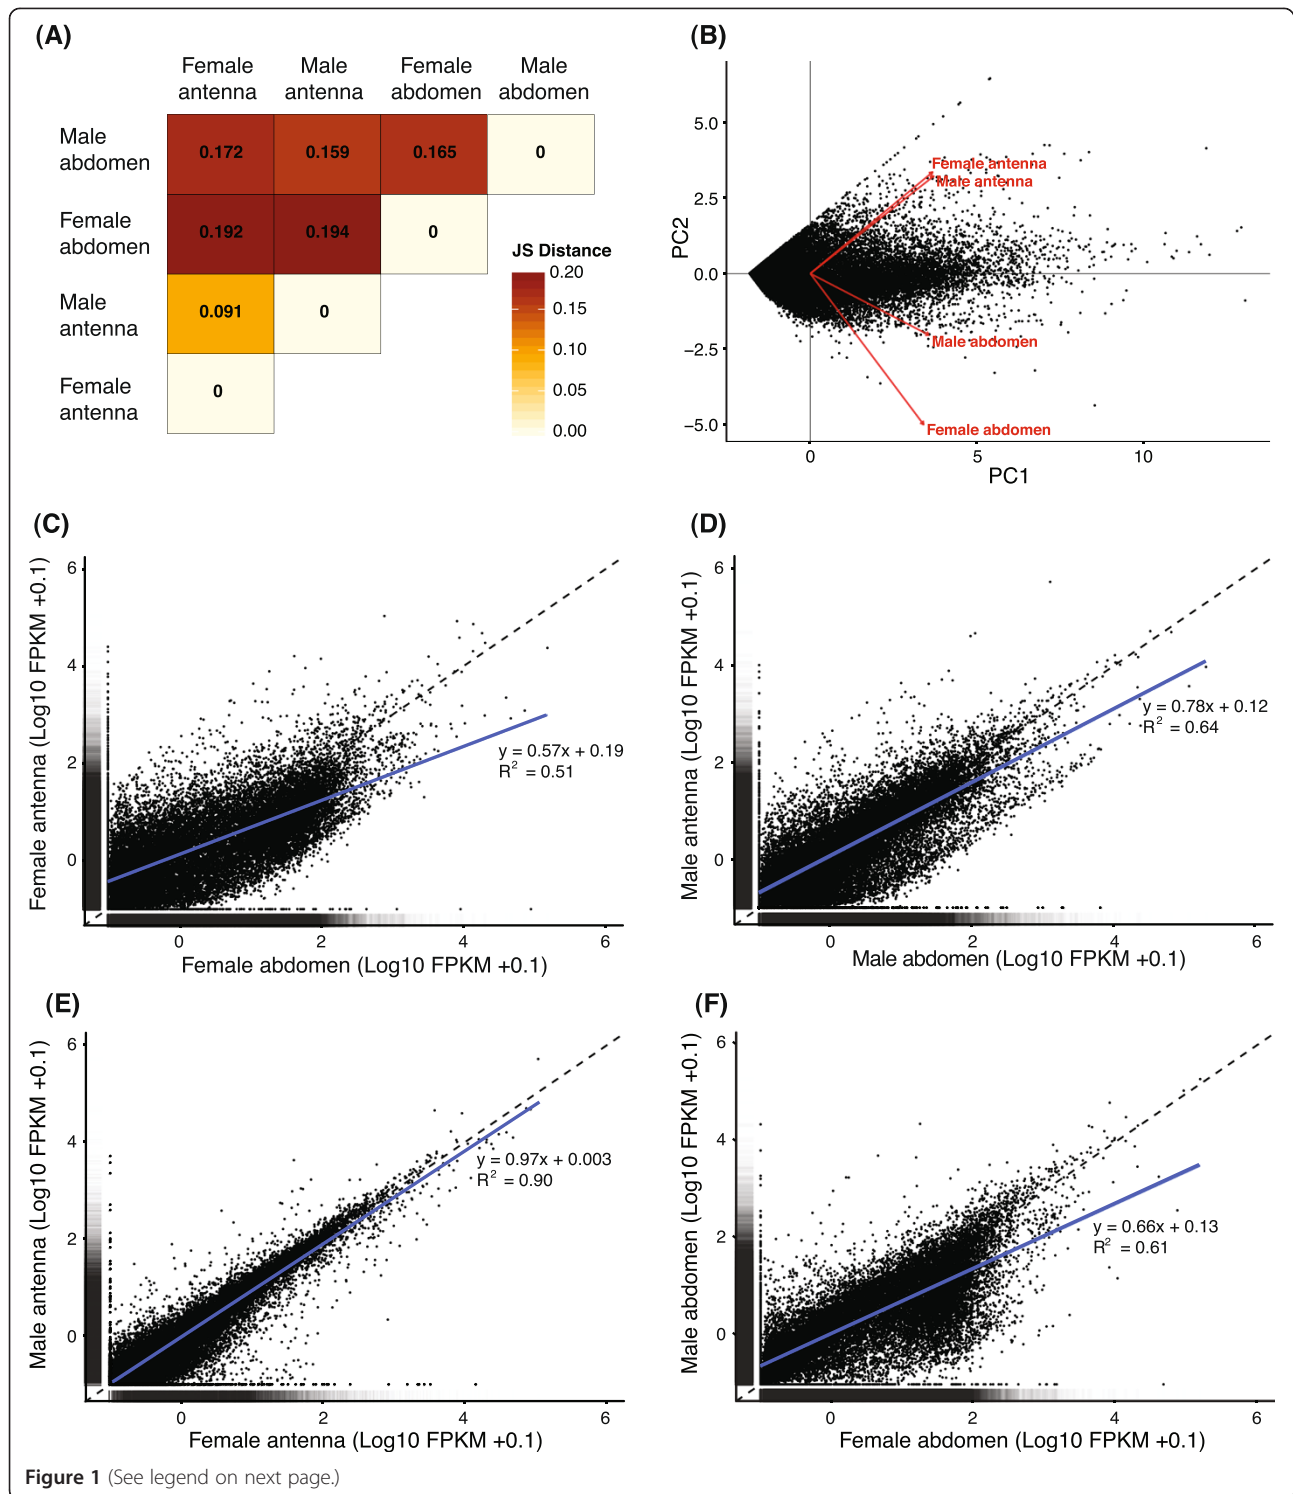 (A)
Female antenna
Male antenna
Female abdomen
Male abdomen
Male abdomen
0.172 0.159 0.165 0
Female abdomen
0.192 0.194 0
Male antenna
0.091 0
Female antenna
0
JS Distance
0.20
0.15
0.10
0.05
0.00
(B)
PC2
5.0
2.5
0.0
−2.5
−5.0
Female antenna
Male antenna
Male abdomen
Female abdomen
0 5 10
PC1
(C)
Female antenna (Log10 FPKM +0.1)
6
4
2
0
y = 0.57x + 0.19
R2 = 0.51
0 2 4 6
Female abdomen (Log10 FPKM +0.1)
(D)
Male antenna (Log10 FPKM +0.1)
6
4
2
0
y = 0.78x + 0.12
R2 = 0.64
0 2 4 6
Male abdomen (Log10 FPKM +0.1)
(E)
Male antenna (Log10 FPKM +0.1)
6
4
2
0
y = 0.97x + 0.003
R2 = 0.90
0 2 4 6
Female antenna (Log10 FPKM +0.1)
(F)
Male abdomen (Log10 FPKM +0.1)
6
4
2
0
y = 0.66x + 0.13
R2 = 0.61
0 2 4 6
Female abdomen (Log10 FPKM +0.1)
Figure 1 (See legend on next page.)